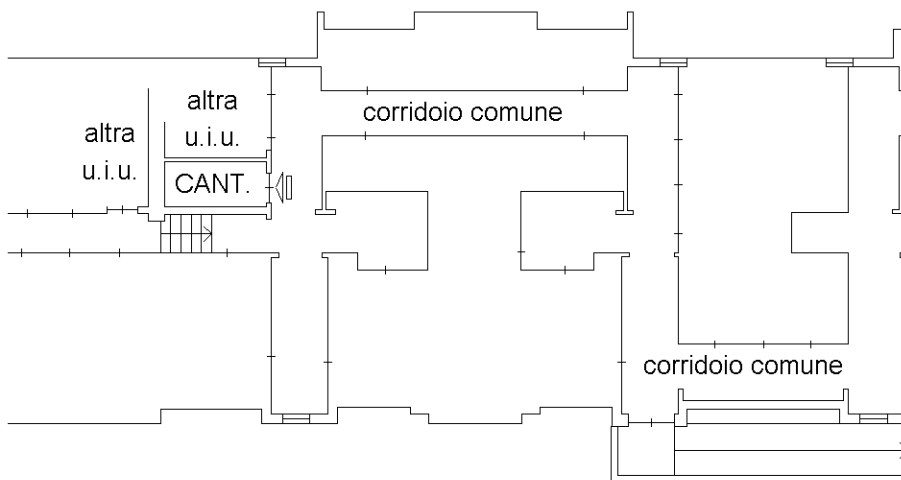 corridoio comune
altra
u.i.u.
altra
u.i.u.
CANT.
corridoio comune